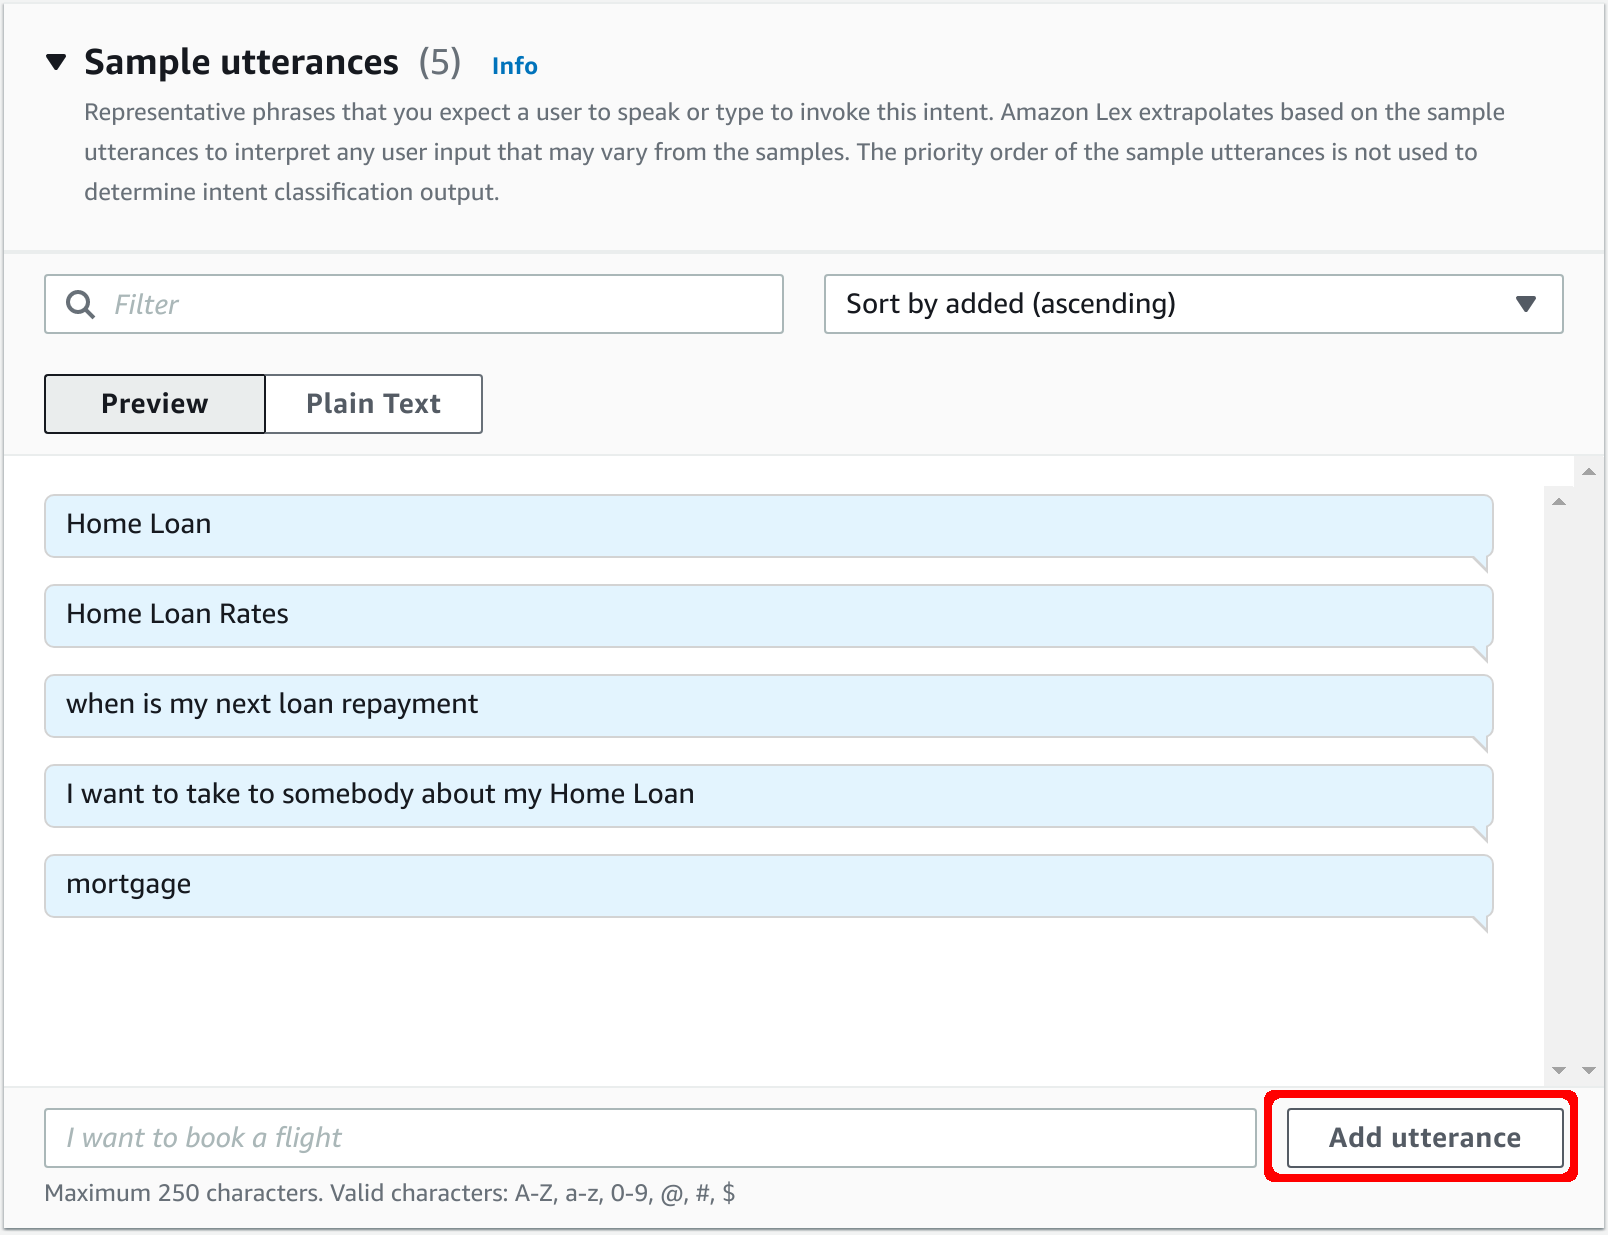 Sample utterances (5) Info
Representative phrases that you expect a user to speak or type to invoke this intent. Amazon Lex extrapolates based on the sample
utterances to interpret any user input that may vary from the samples. The priority order of the sample utterances is not used to
determine intent classification output.
Filter
Sort by added (ascending)
Preview
Plain Text
Home Loan
Home Loan Rates
when is my next loan repayment
I want to take to somebody about my Home Loan
mortgage
I want to book a flight
Add utterance
Maximum 250 characters. Valid characters: A-Z, a-z, 0-9, @, #, $